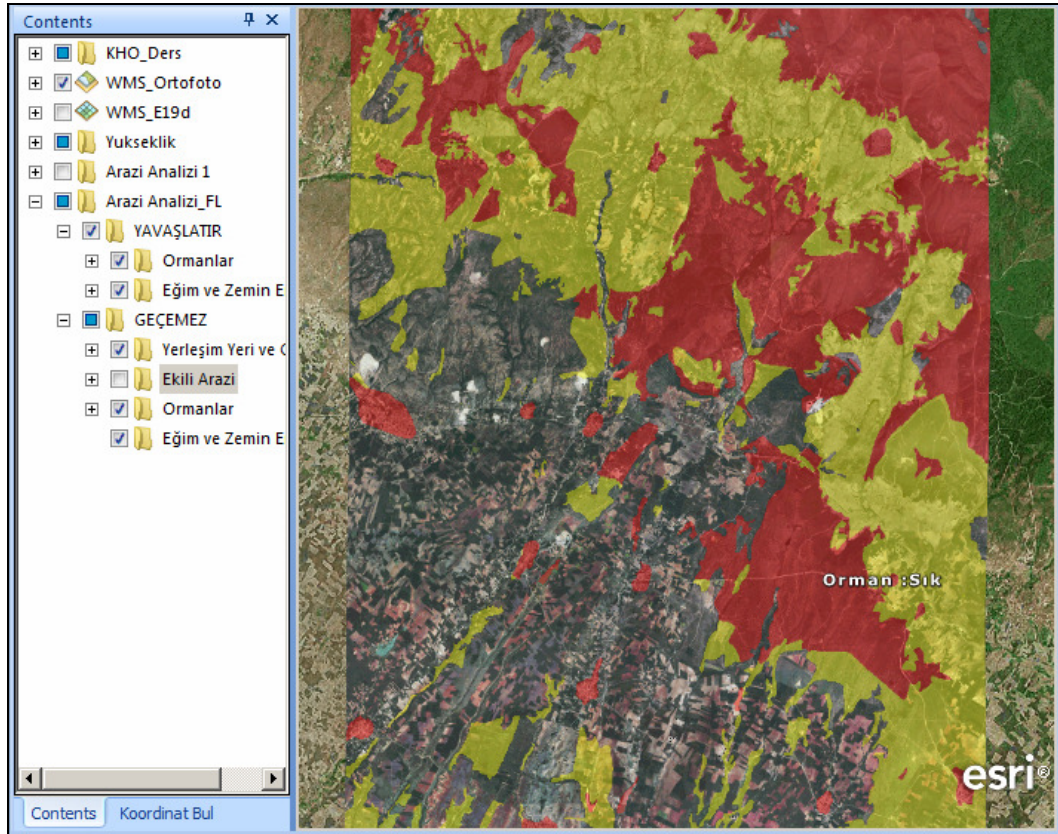 Contents
KHO_Ders
WMS_Ortofoto
WMS_E19d
Yukseklik
Arazi Analizi 1
Arazi Analizi_FL
YAVAŞLATIR
Ormanlar
Eğim ve Zemin E
GEÇEMEZ
Yerleşim Yeri ve
Ekili Arazi
Ormanlar
Eğim ve Zemin E
Contents Koordinat Bul
Orman :Sık
esri®